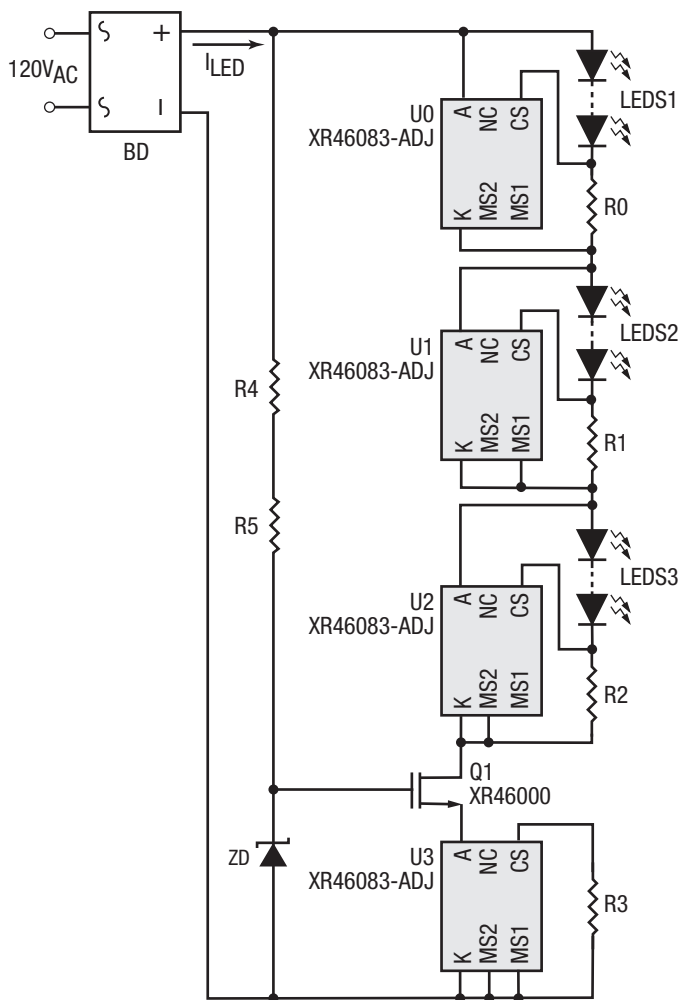 120VAC
+
–
BD
ILED
U0
XR46083-ADJ
A
NC
CS
K
MS2
MS1
LEDS1
R0
U1
XR46083-ADJ
A
NC
CS
K
MS2
MS1
LEDS2
R1
R4
R5
U2
XR46083-ADJ
A
NC
CS
K
MS2
MS1
LEDS3
R2
Q1
XR46000
ZD
U3
XR46083-ADJ
A
NC
CS
K
MS2
MS1
R3